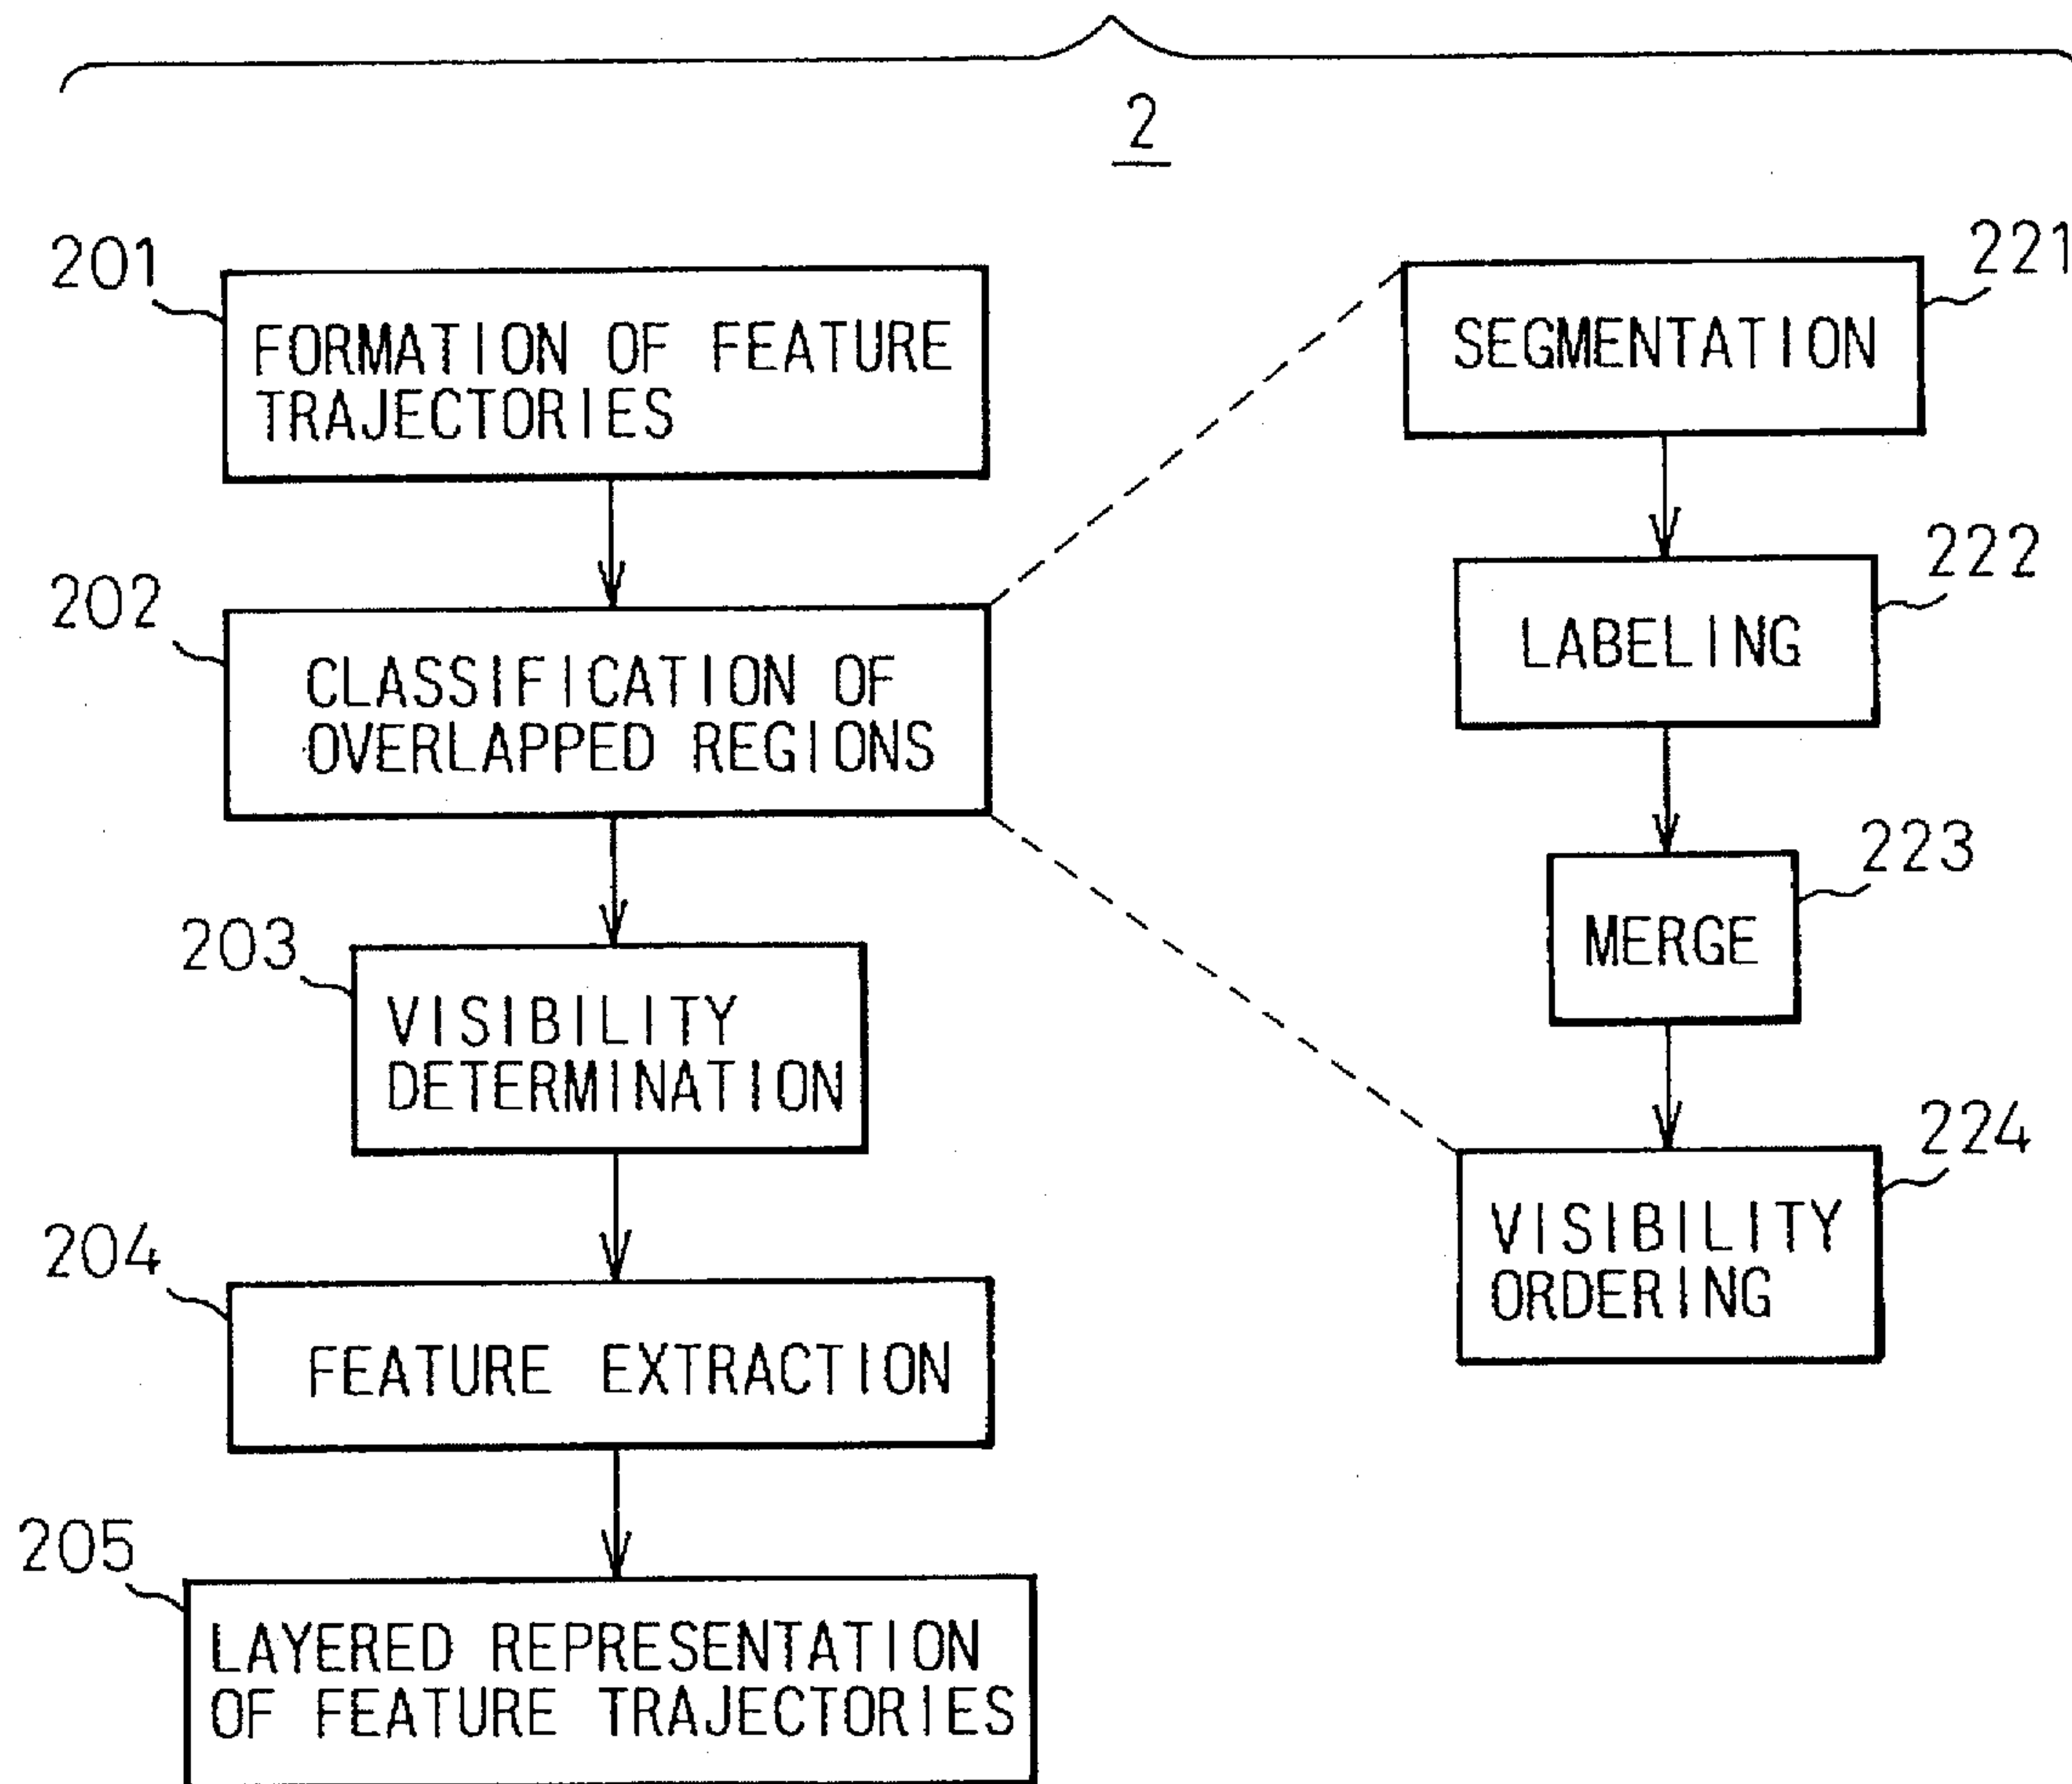 2
201
FORMATION OF FEATURE
TRAJECTORIES
202
CLASSIFICATION OF
OVERLAPPED REGIONS
203
VISIBILITY
DETERMINATION
204
FEATURE EXTRACTION
205
LAYERED REPRESENTATION
OF FEATURE TRAJECTORIES
221
SEGMENTATION
222
LABELING
223
MERGE
224
VISIBILITY
ORDERING